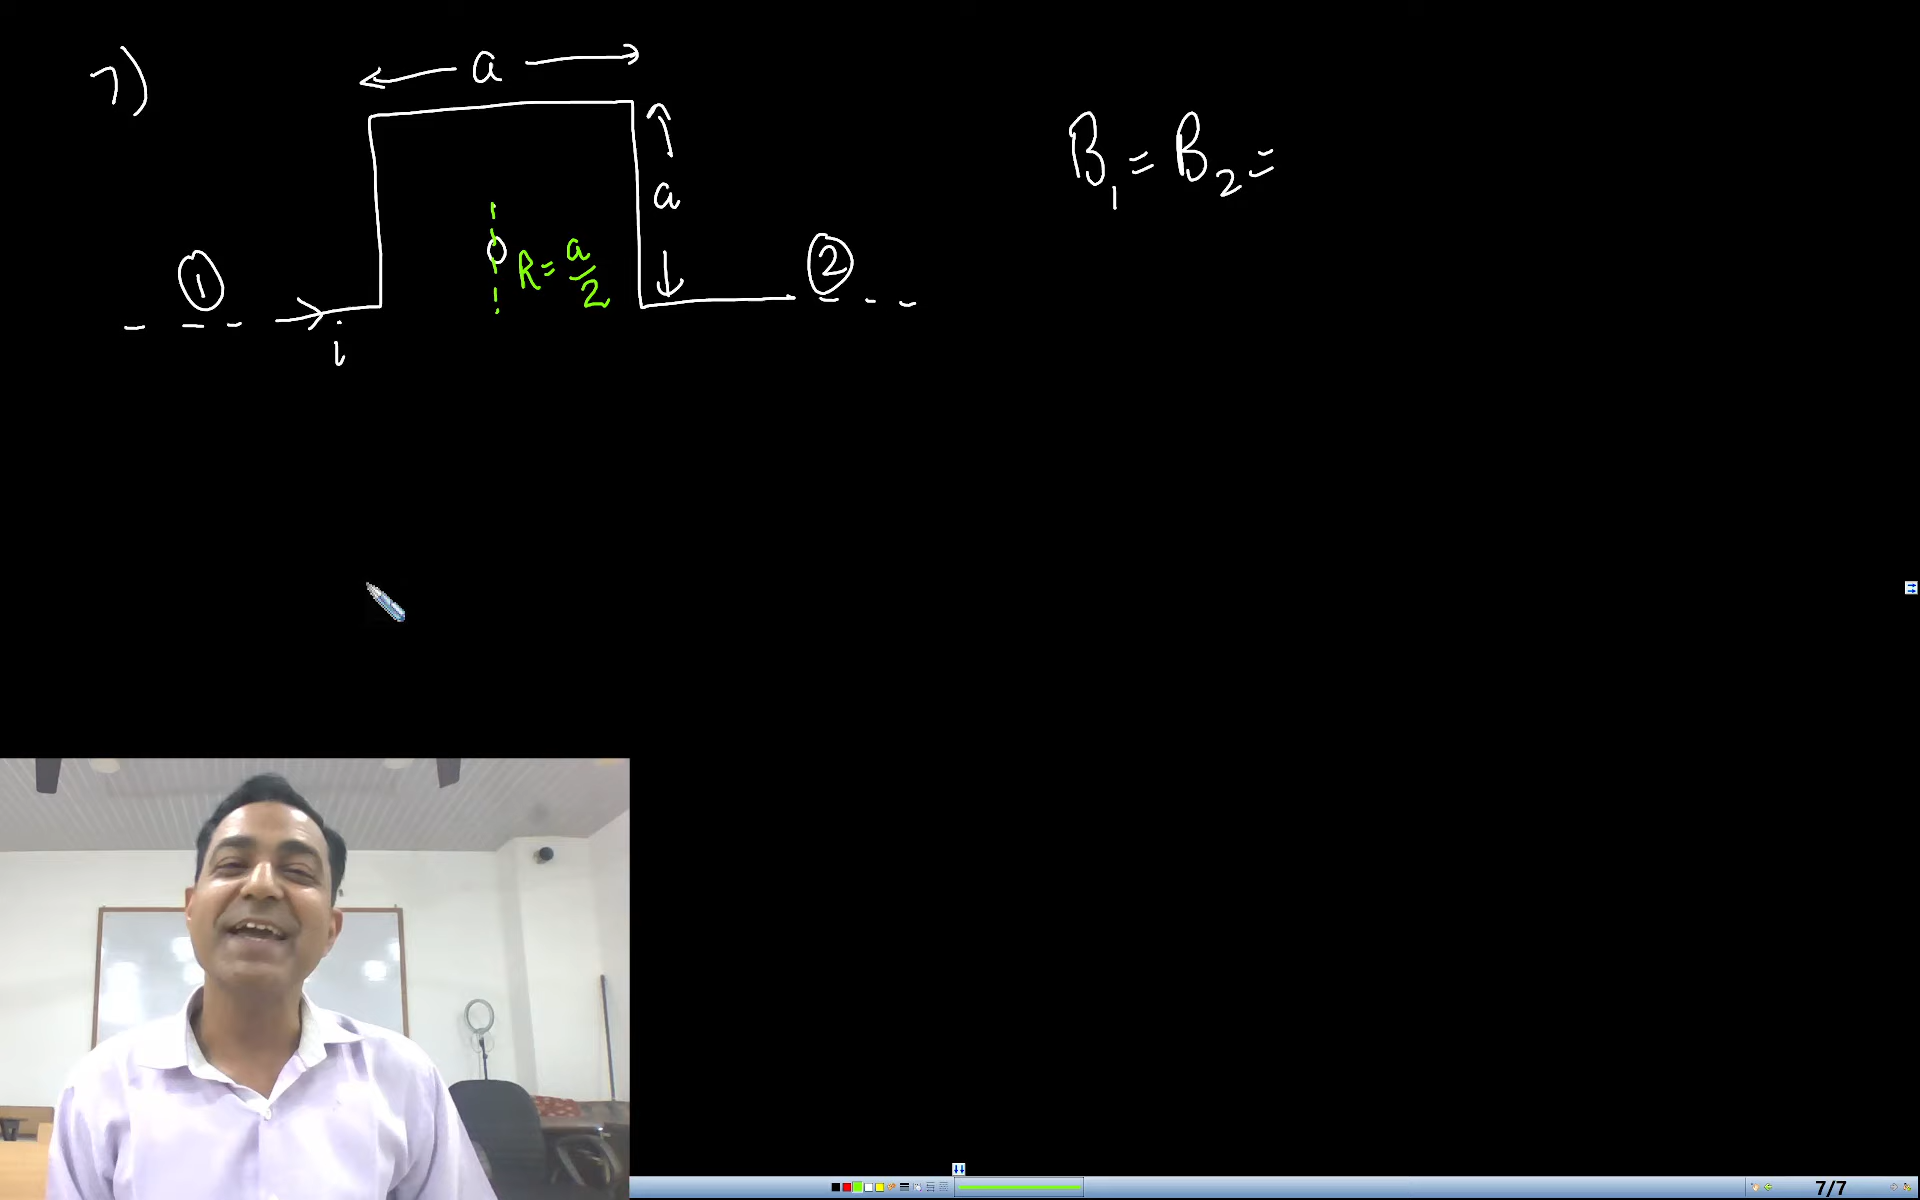 7)
a
a
B₁ = B₂ =
O
R = a/2
1
2
i
7/7